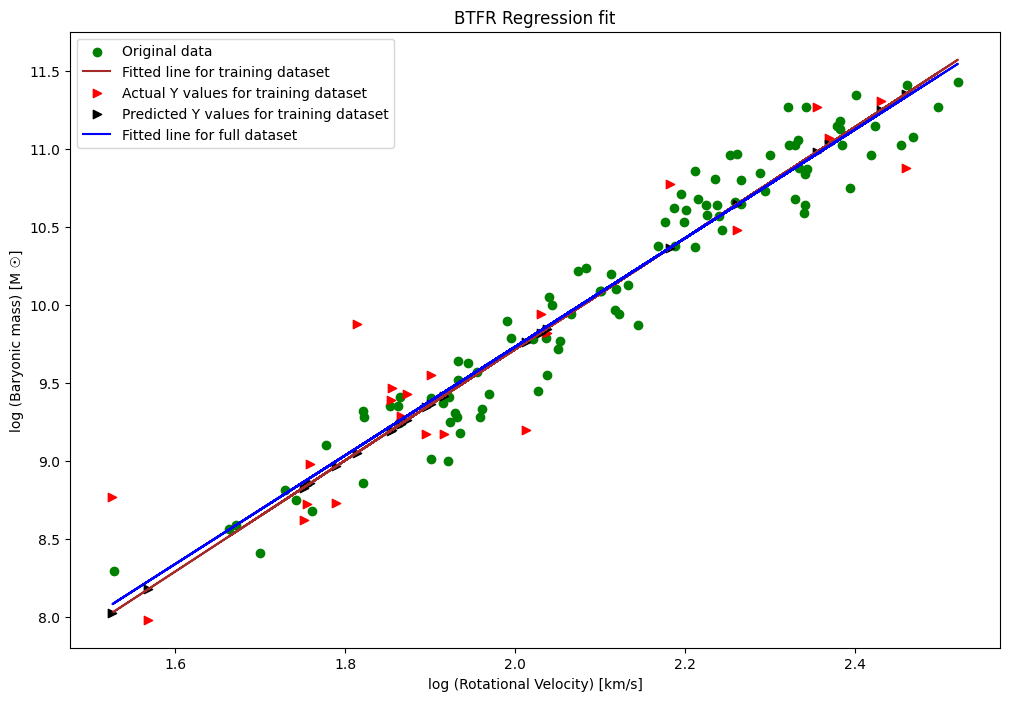 BTFR Regression fit
Original data
Fitted line for training dataset
Actual Y values for training dataset
Predicted Y values for training dataset
Fitted line for full dataset
11.5
11.0
10.5
10.0
9.5
9.0
8.5
8.0
log (Baryonic mass) [M ☉]
1.6 1.8 2.0 2.2 2.4
log (Rotational Velocity) [km/s]